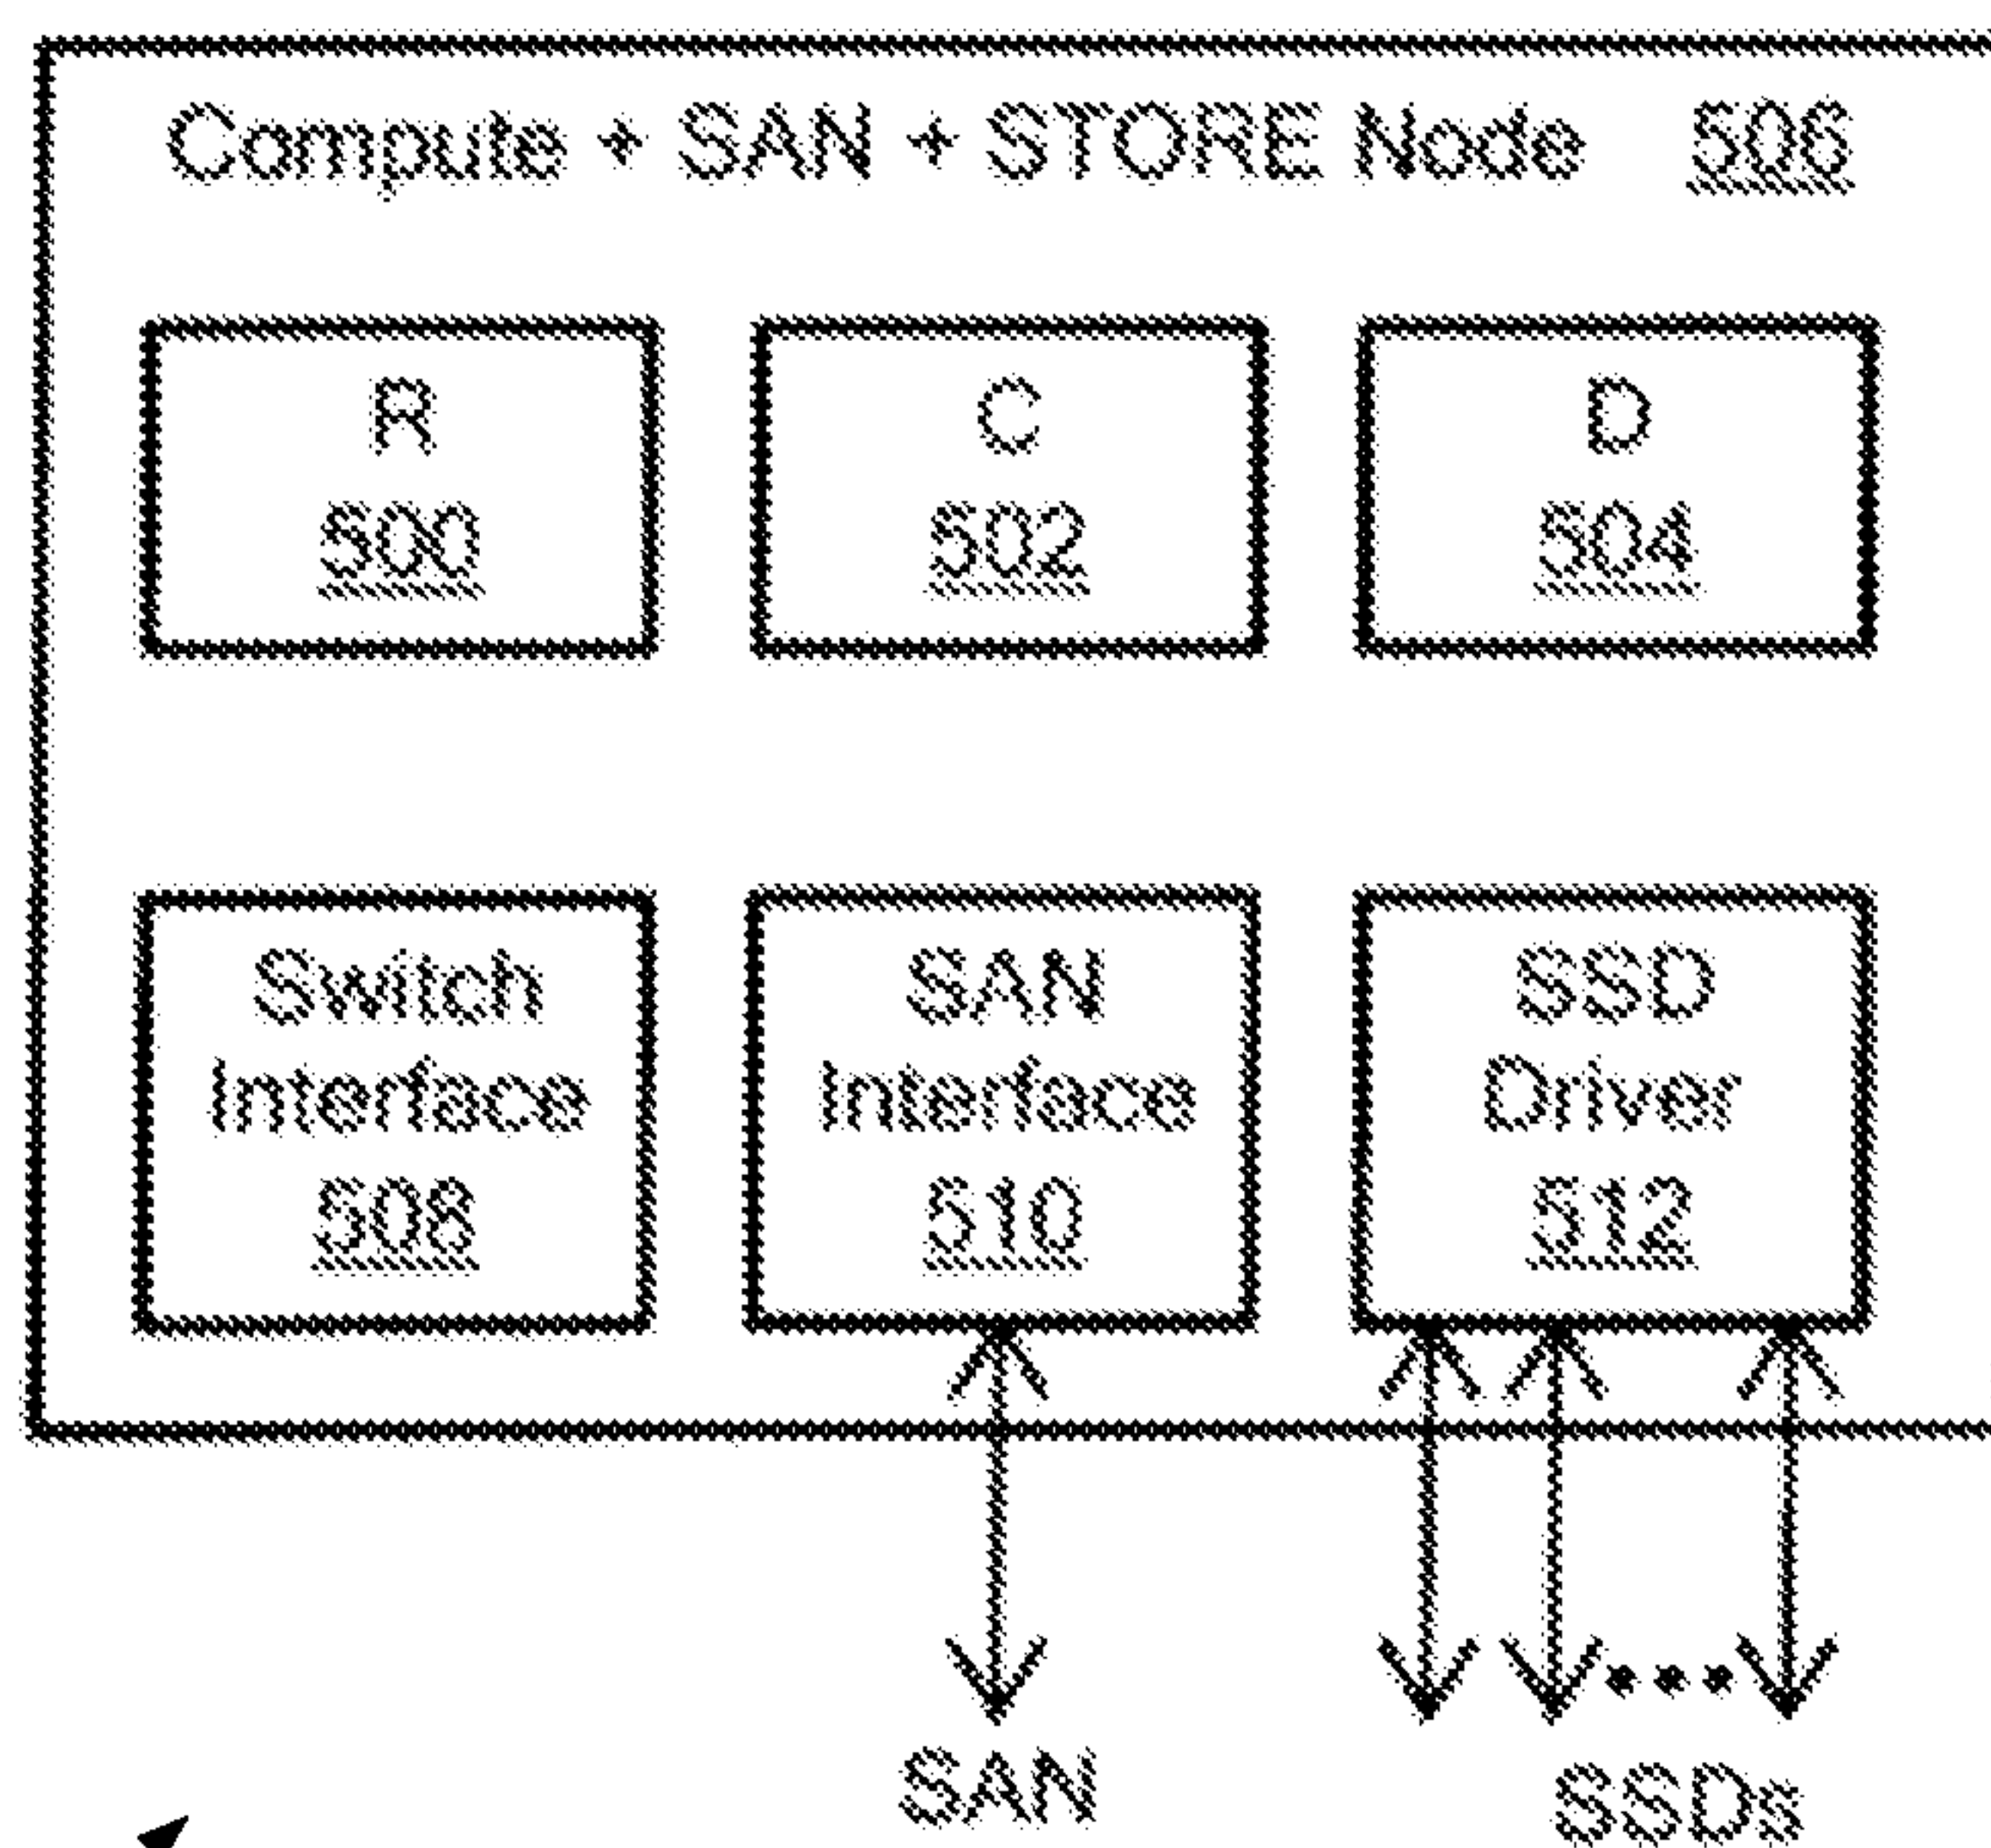 Compute + SAN + STORE Node 506
R
500
C
502
D
504
Switch
Interface
508
SAN
Interface
510
SSD
Driver
512
SAN
SSDs